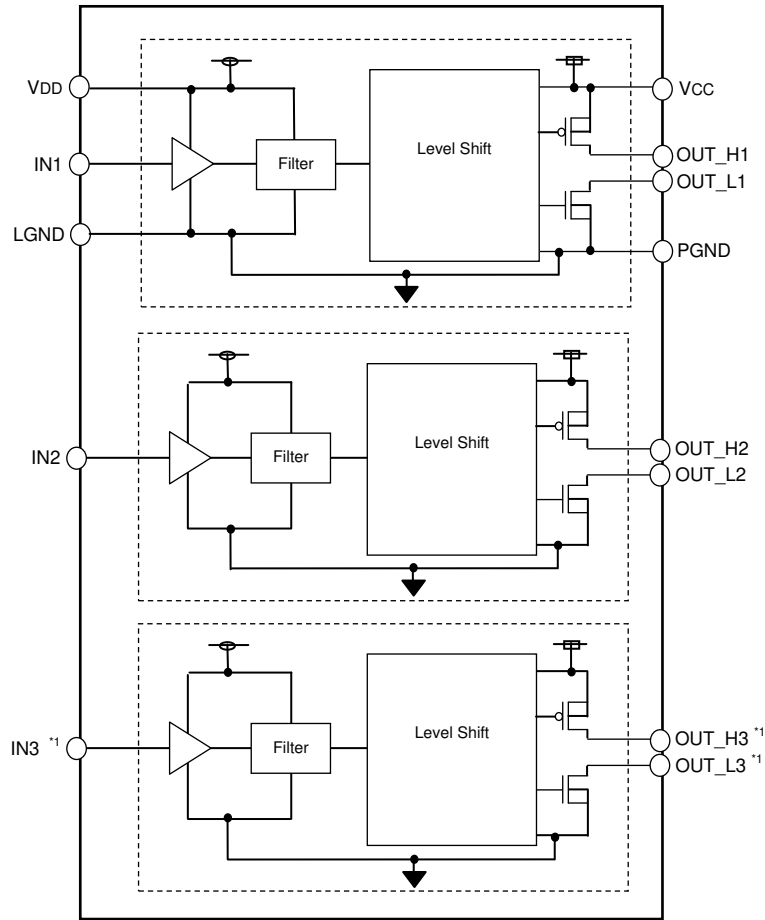 VDD
VCC
IN1
Filter
Level Shift
OUT_H1
OUT_L1
LGND
PGND
IN2
Filter
Level Shift
OUT_H2
OUT_L2
IN3 *1
Filter
Level Shift
OUT_H3 *1
OUT_L3 *1